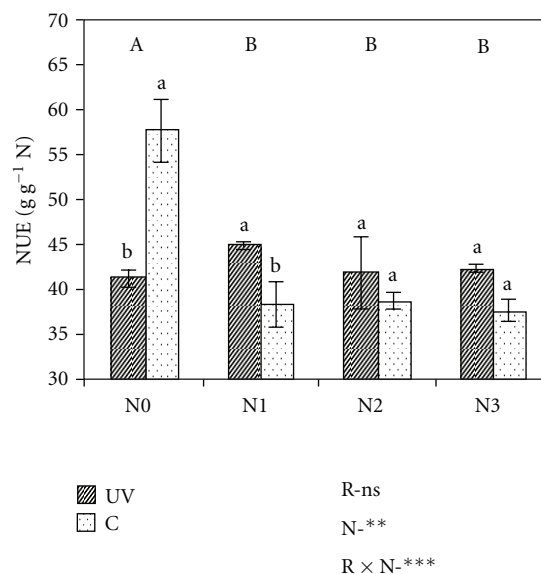 70
65
60
55
50
45
40
35
30
NUE (g g⁻¹ N)
A B B B
b a a b a a a a
N0 N1 N2 N3
UV
C
R-ns
N-**
R × N-***